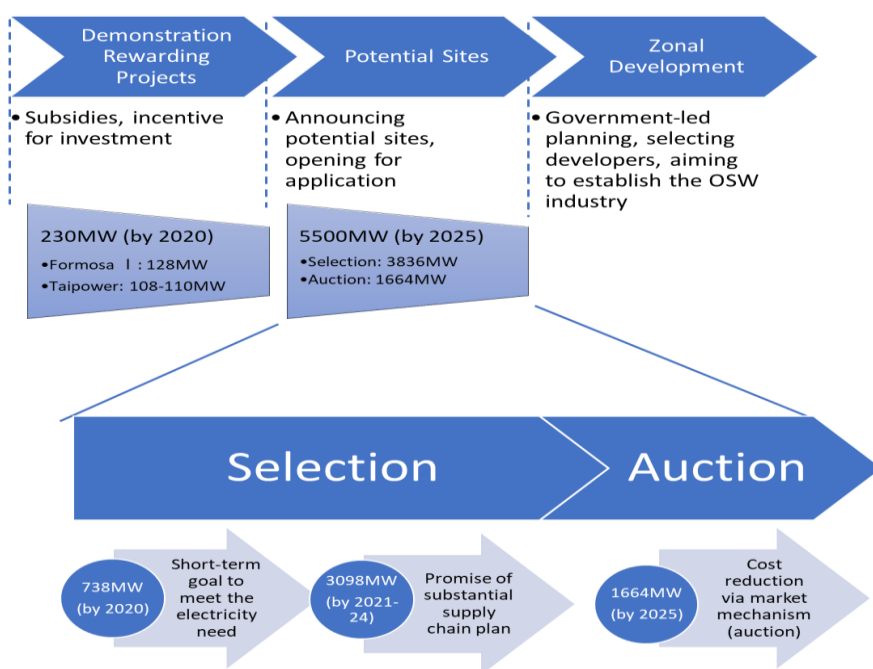 Demonstration
Rewarding
Projects
Potential Sites
Zonal
Development
•Subsidies, incentive
for investment
•Announcing
potential sites,
opening for
application
•Government-led
planning, selecting
developers, aiming
to establish the OSW
industry
230MW (by 2020)
•Formosa Ⅰ: 128MW
•Taipower: 108-110MW
5500MW (by 2025)
•Selection: 3836MW
•Auction: 1664MW
Selection
Auction
738MW
(by 2020)
Short-term
goal to
meet the
electricity
need
3098MW
(by 2021-
24)
Promise of
substantial
supply
chain plan
1664MW
(by 2025)
Cost
reduction
via market
mechanism
(auction)